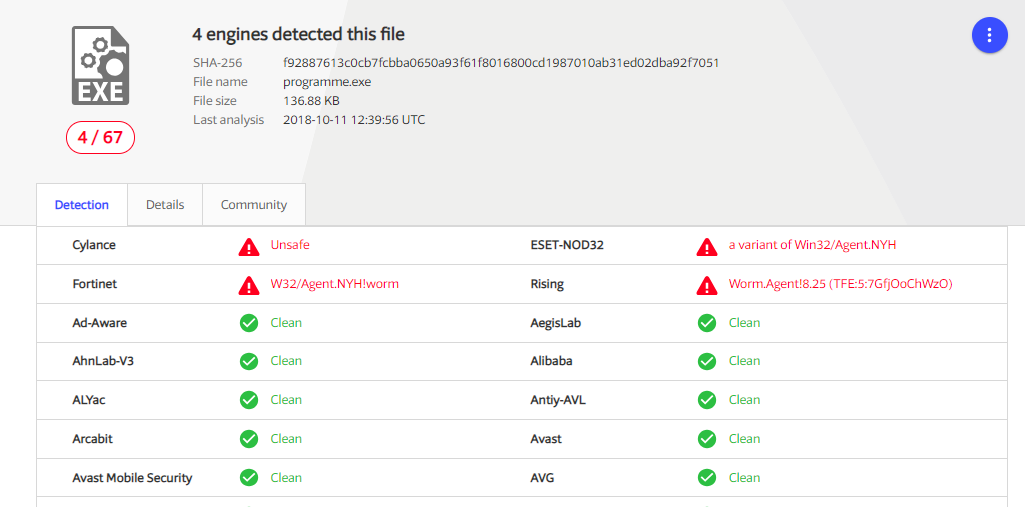 4 engines detected this file
SHA-256 f92887613c0cb7fcbba0650a93f61f8016800cd1987010ab31ed02dba92f7051
File name programme.exe
File size 136.88 KB
Last analysis 2018-10-11 12:39:56 UTC
EXE
4 / 67
Detection Details Community
Cylance Unsafe ESET-NOD32 a variant of Win32/Agent.NYH
Fortinet W32/Agent.NYH!worm Rising Worm.Agent!8.25 (TFE:5:7GfjOoChWzO)
Ad-Aware Clean AegisLab Clean
AhnLab-V3 Clean Alibaba Clean
ALYac Clean Antiy-AVL Clean
Arcabit Clean Avast Clean
Avast Mobile Security Clean AVG Clean